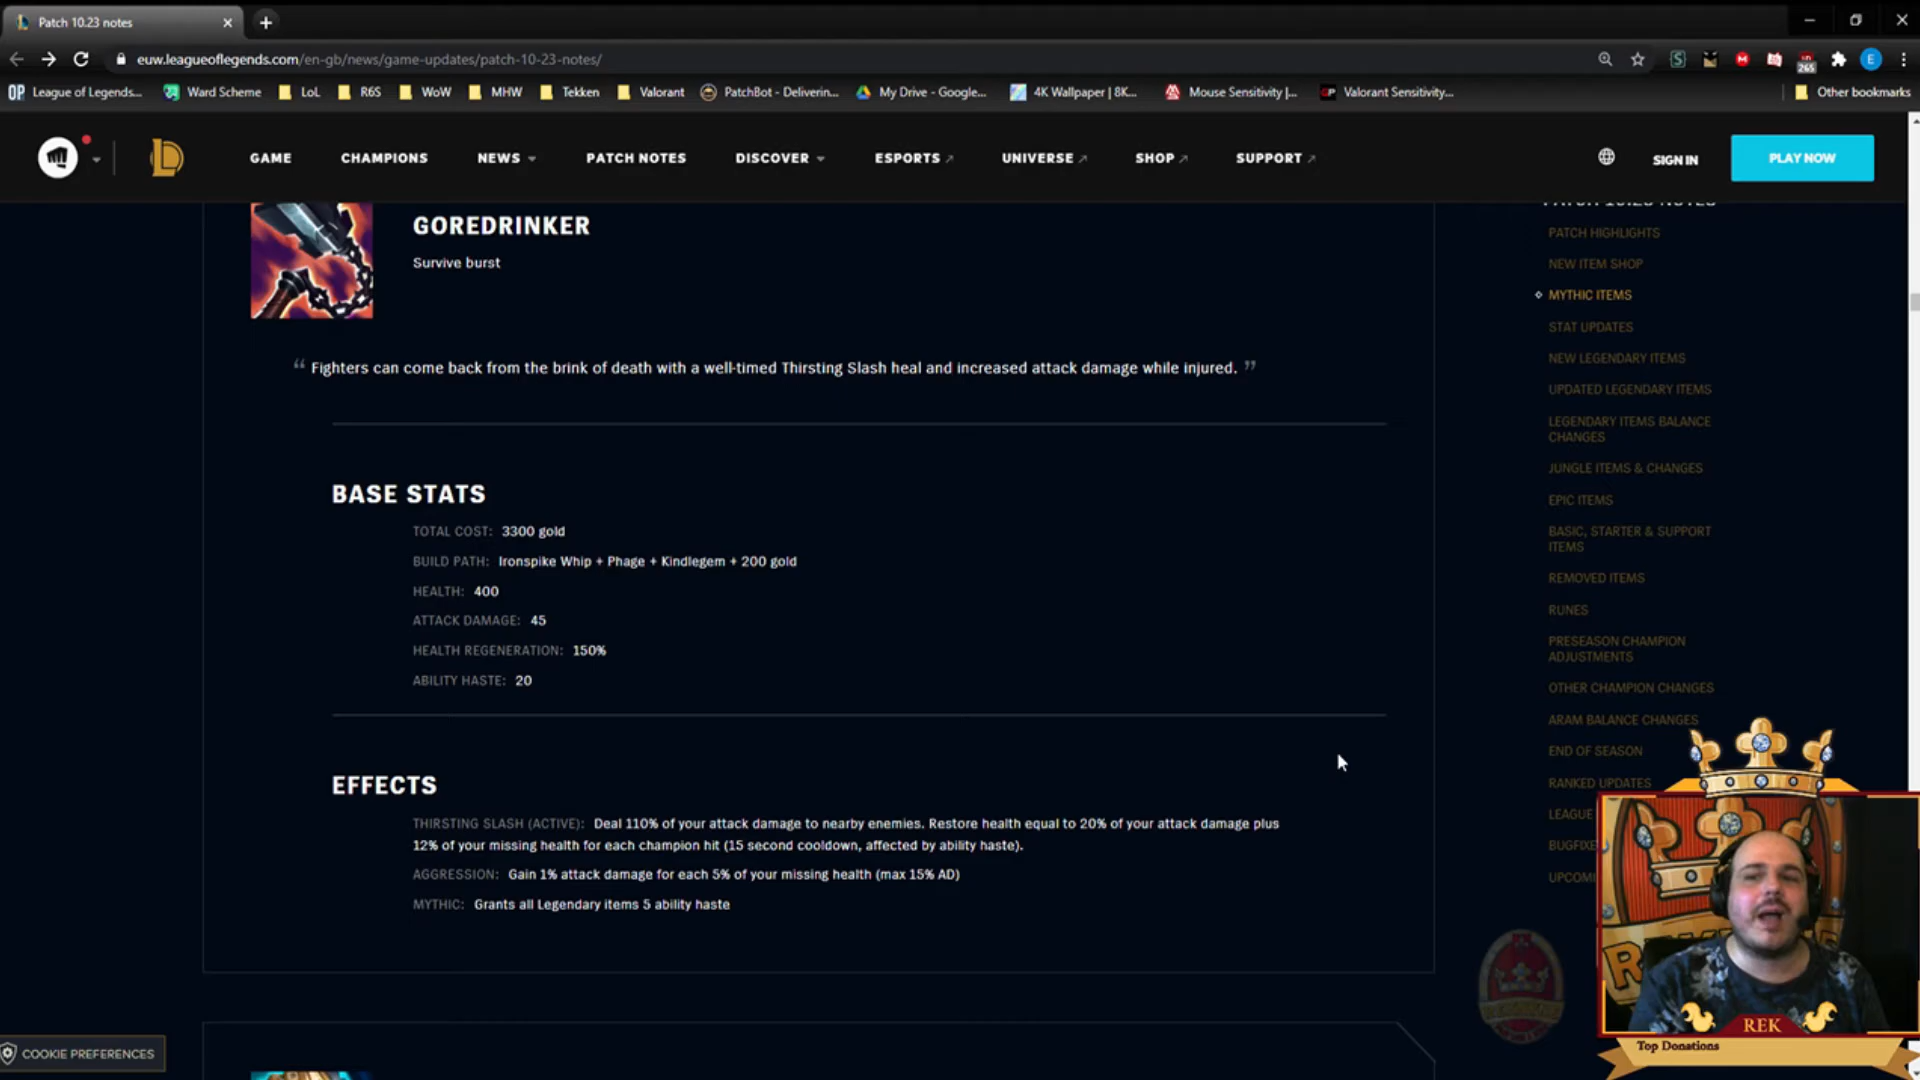 Patch 10.23 notes
euw.leagueoflegends.com/en-gb/news/game-updates/patch-10-23-notes/
265
E
OP League of Legends...
Ward Scheme
LoL
R6S
WoW
MHW
Tekken
Valorant
PatchBot - Deliverin...
My Drive - Google...
4K Wallpaper | 8K...
Mouse Sensitivity |...
Valorant Sensitivity...
Other bookmarks
GAME
CHAMPIONS
NEWS
PATCH NOTES
DISCOVER
ESPORTS
UNIVERSE
SHOP
SUPPORT
SIGN IN
PLAY NOW
GOREDRINKER
Survive burst
“ Fighters can come back from the brink of death with a well-timed Thirsting Slash heal and increased attack damage while injured. ”
BASE STATS
TOTAL COST: 3300 gold
BUILD PATH: Ironspike Whip + Phage + Kindlegem + 200 gold
HEALTH: 400
ATTACK DAMAGE: 45
HEALTH REGENERATION: 150%
ABILITY HASTE: 20
EFFECTS
THIRSTING SLASH (ACTIVE): Deal 110% of your attack damage to nearby enemies. Restore health equal to 20% of your attack damage plus
12% of your missing health for each champion hit (15 second cooldown, affected by ability haste).
AGGRESSION: Gain 1% attack damage for each 5% of your missing health (max 15% AD)
MYTHIC: Grants all Legendary items 5 ability haste
COOKIE PREFERENCES
PATCH 10.23 NOTES
PATCH HIGHLIGHTS
NEW ITEM SHOP
MYTHIC ITEMS
STAT UPDATES
NEW LEGENDARY ITEMS
UPDATED LEGENDARY ITEMS
LEGENDARY ITEMS BALANCE
CHANGES
JUNGLE ITEMS & CHANGES
EPIC ITEMS
BASIC, STARTER & SUPPORT
ITEMS
REMOVED ITEMS
RUNES
PRESEASON CHAMPION
ADJUSTMENTS
OTHER CHAMPION CHANGES
ARAM BALANCE CHANGES
END OF SEASON
RANKED UPDATES
LEAGUE
BUGFIXE
UPCOMI
REK
Top Donations